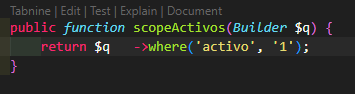 Tabnine | Edit | Test | Explain | Document
public function scopeActivos(Builder $q) {
    return $q   ->where('activo', '1');
}